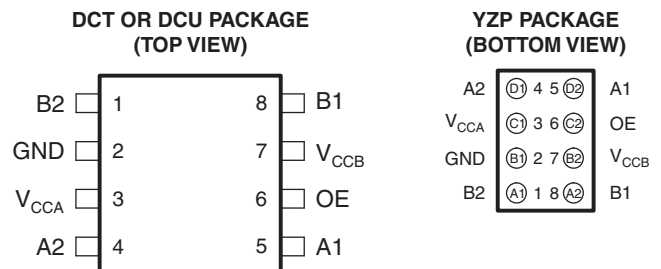 DCT OR DCU PACKAGE
(TOP VIEW)
B2 1 8 B1
GND 2 7 VCCB
VCCA 3 6 OE
A2 4 5 A1
YZP PACKAGE
(BOTTOM VIEW)
A2 D1 4 5 D2 A1
VCCA C1 3 6 C2 OE
GND B1 2 7 B2 VCCB
B2 A1 1 8 A2 B1